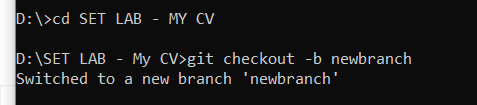 D:\>cd SET LAB - MY CV
D:\SET LAB - My CV>git checkout -b newbranch
Switched to a new branch 'newbranch'